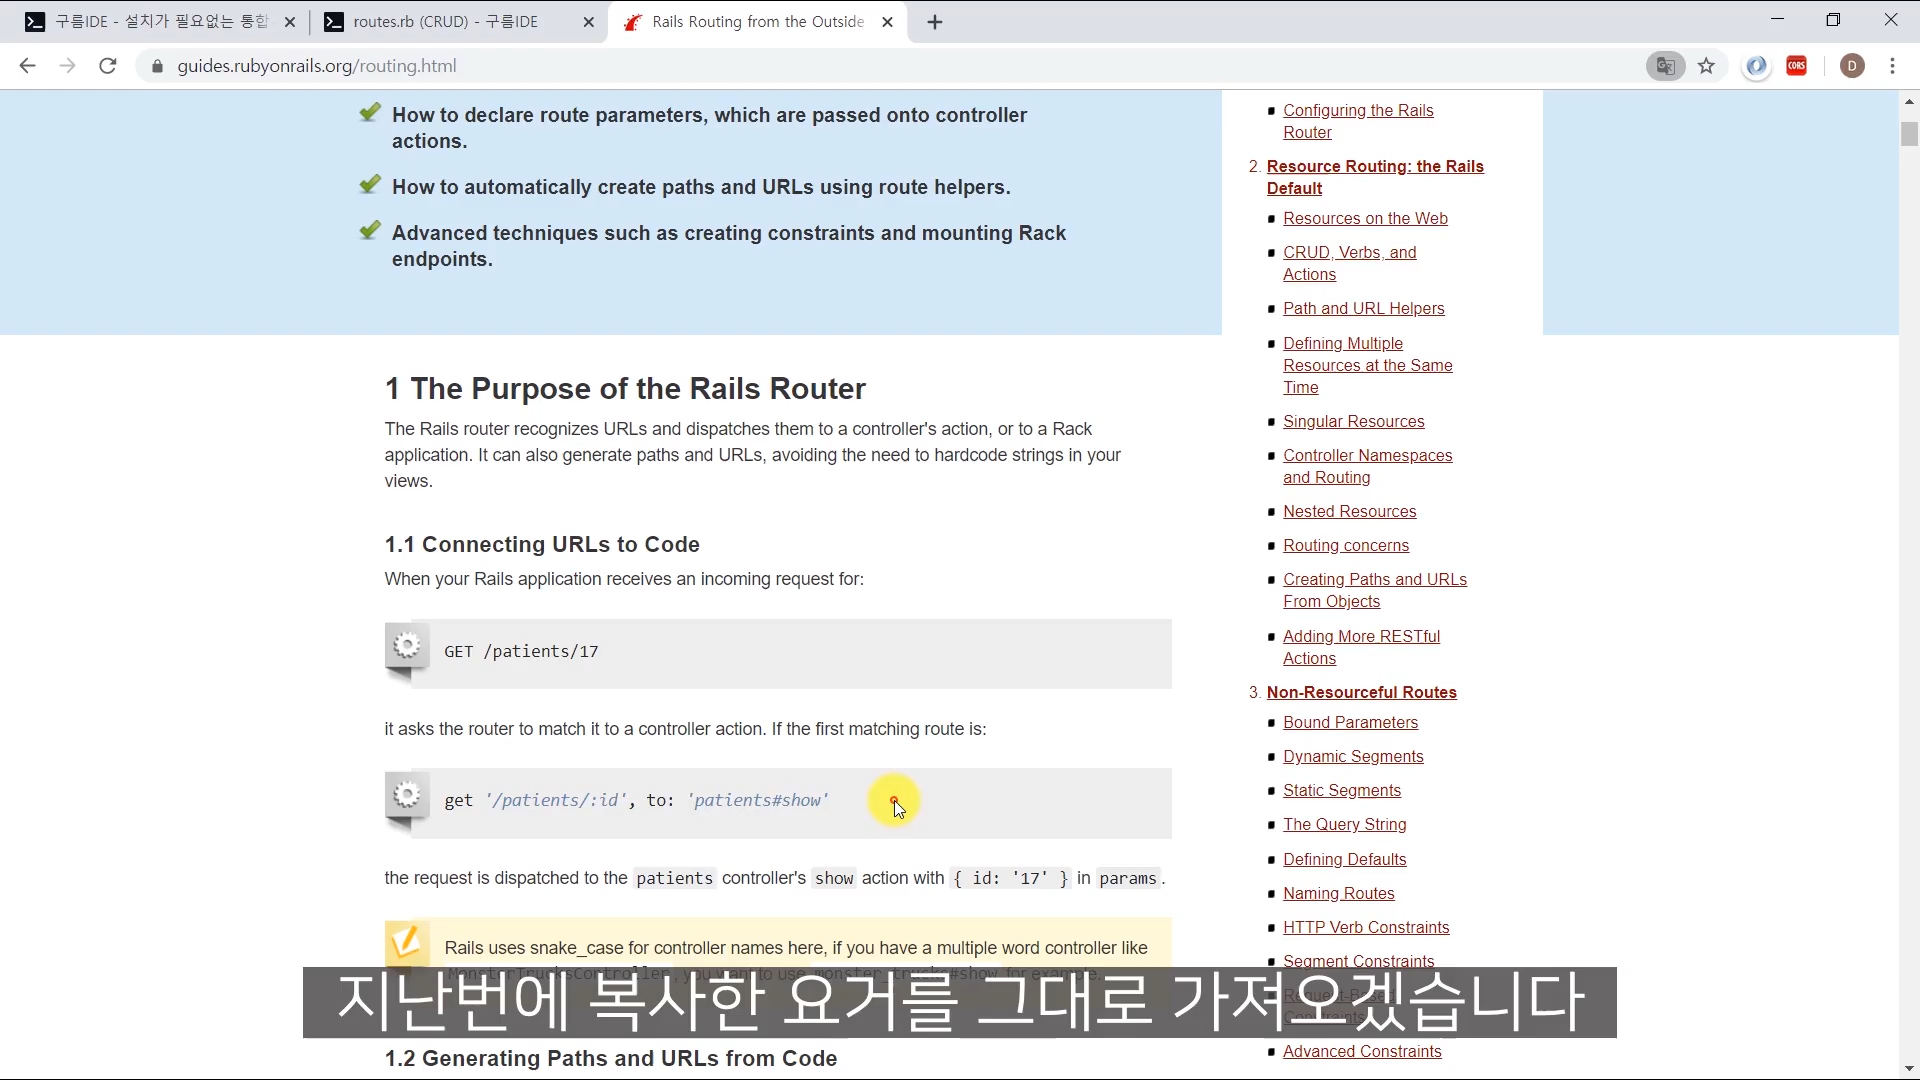 구름IDE - 설치가 필요없는 통합
routes.rb (CRUD) - 구름IDE
Rails Routing from the Outside
guides.rubyonrails.org/routing.html
CORS
D
How to declare route parameters, which are passed onto controller
actions.
How to automatically create paths and URLs using route helpers.
Advanced techniques such as creating constraints and mounting Rack
endpoints.
1 The Purpose of the Rails Router
The Rails router recognizes URLs and dispatches them to a controller's action, or to a Rack
application. It can also generate paths and URLs, avoiding the need to hardcode strings in your
views.
1.1 Connecting URLs to Code
When your Rails application receives an incoming request for:
GET /patients/17
it asks the router to match it to a controller action. If the first matching route is:
get '/patients/:id', to: 'patients#show'
the request is dispatched to the patients controller's show action with { id: '17' } in params.
Rails uses snake_case for controller names here, if you have a multiple word controller like
MonsterTrucksController, you want to use monster_trucks#show for example.
지난번에 복사한 요거를 그대로 가져오겠습니다
1.2 Generating Paths and URLs from Code
Configuring the Rails
Router
2. Resource Routing: the Rails
Default
Resources on the Web
CRUD, Verbs, and
Actions
Path and URL Helpers
Defining Multiple
Resources at the Same
Time
Singular Resources
Controller Namespaces
and Routing
Nested Resources
Routing concerns
Creating Paths and URLs
From Objects
Adding More RESTful
Actions
3. Non-Resourceful Routes
Bound Parameters
Dynamic Segments
Static Segments
The Query String
Defining Defaults
Naming Routes
HTTP Verb Constraints
Segment Constraints
Request-Based
Constraints
Advanced Constraints